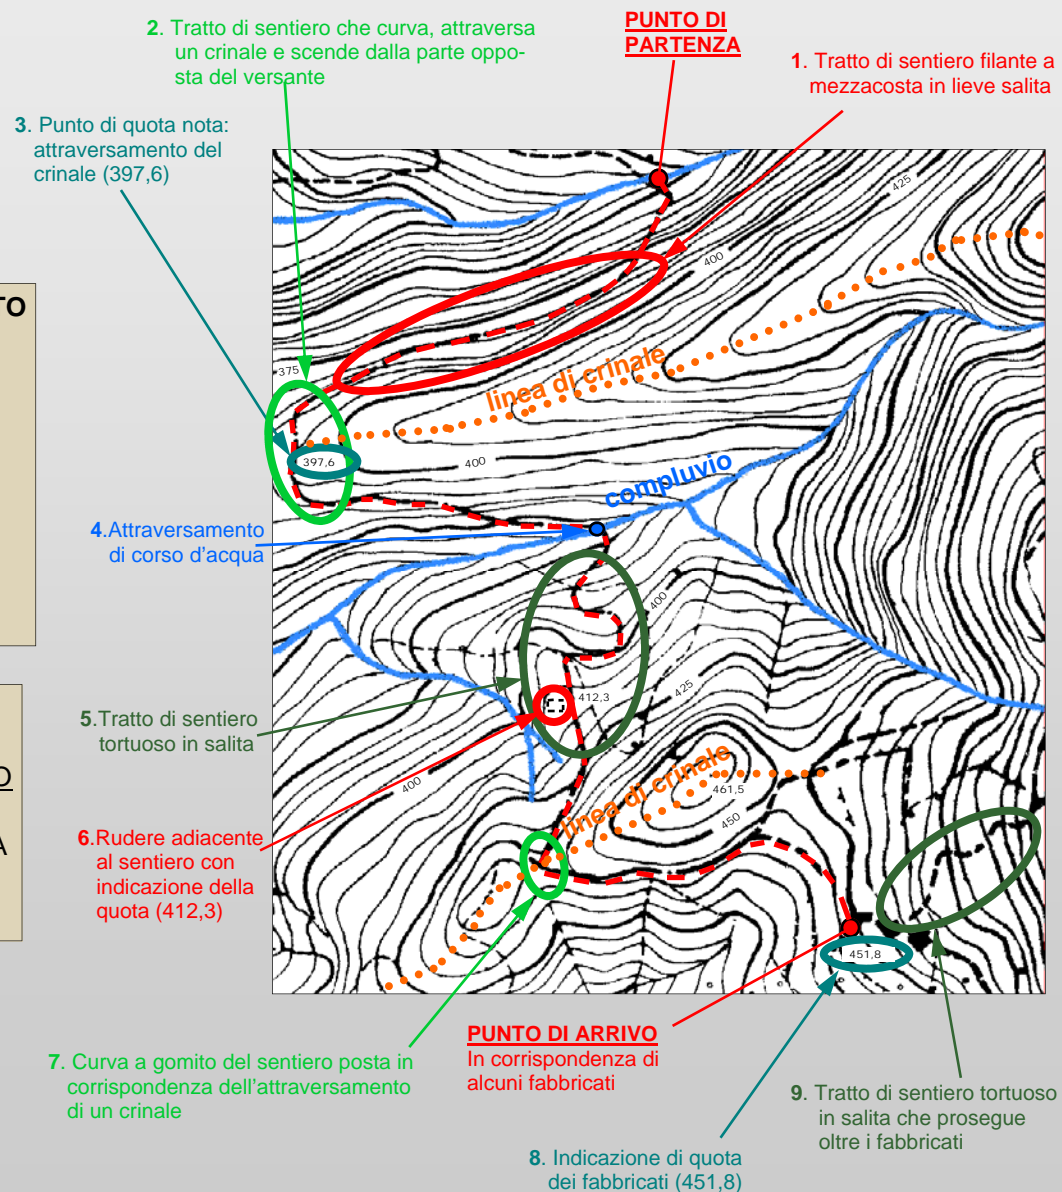 2. Tratto di sentiero che curva, attraversa
un crinale e scende dalla parte oppo-
sta del versante
PUNTO DI
PARTENZA
1. Tratto di sentiero filante a
mezzacosta in lieve salita
3. Punto di quota nota:
attraversamento del
crinale (397,6)
TO
425
400
375
linea di crinale
397,6
400
compluvio
4.Attraversamento
di corso d'acqua
400
412,3
425
5.Tratto di sentiero
tortuoso in salita
O
A
400
linea di crinale
461,5
450
6.Rudere adiacente
al sentiero con
indicazione della
quota (412,3)
451,8
7. Curva a gomito del sentiero posta in
corrispondenza dell'attraversamento
di un crinale
PUNTO DI ARRIVO
In corrispondenza di
alcuni fabbricati
9. Tratto di sentiero tortuoso
in salita che prosegue
oltre i fabbricati
8. Indicazione di quota
dei fabbricati (451,8)